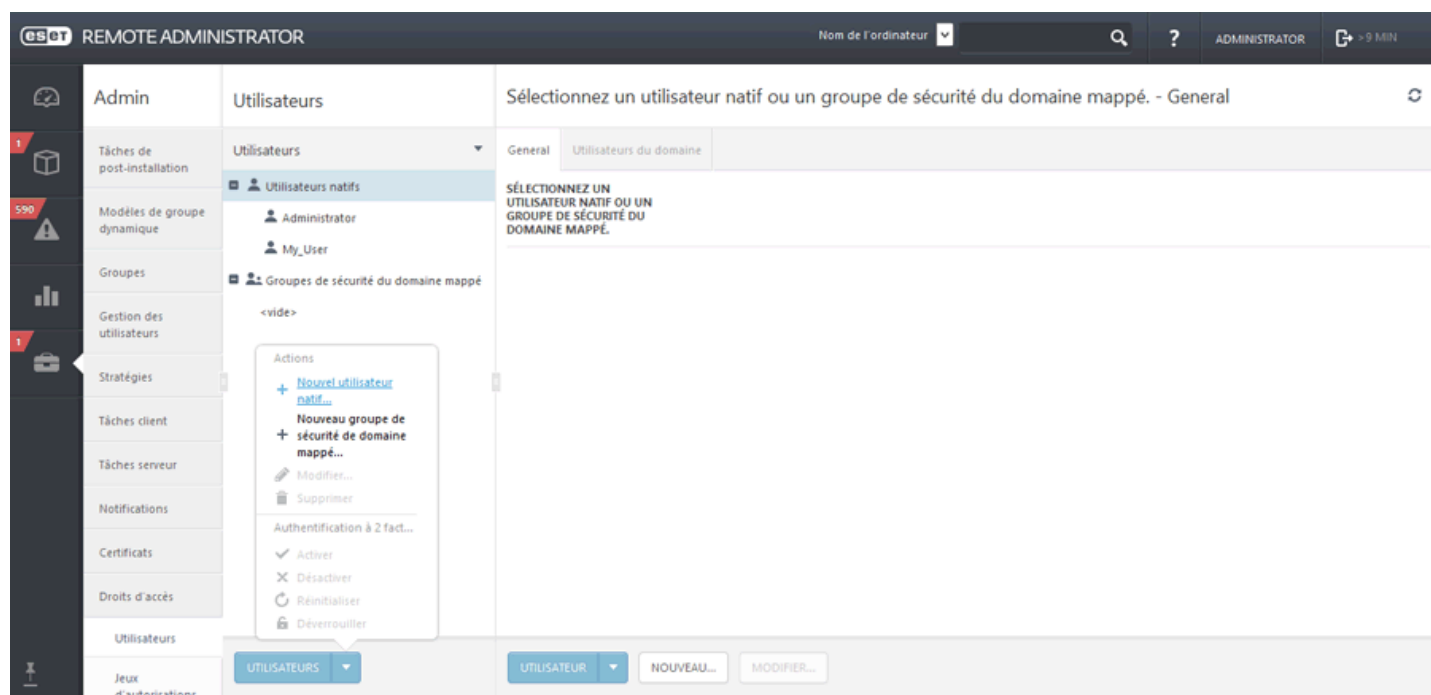 eseT REMOTE ADMINISTRATOR
Nom de l'ordinateur
?
ADMINISTRATOR
>9 MIN
Admin
Tâches de
post-installation
Modèles de groupe
dynamique
Groupes
Gestion des
utilisateurs
Stratégies
Tâches client
Tâches serveur
Notifications
Certificats
Droits d'accès
Utilisateurs
Jeux
d'autorisations
1
590
1
Utilisateurs
Utilisateurs
Utilisateurs natifs
Administrator
My_User
Groupes de sécurité du domaine mappé
<vide>
Actions
Nouvel utilisateur
natif...
Nouveau groupe de
sécurité de domaine
mappé...
Modifier...
Supprimer
Authentification à 2 fact...
Activer
Désactiver
Réinitialiser
Déverrouiller
UTILISATEURS
Sélectionnez un utilisateur natif ou un groupe de sécurité du domaine mappé. - General
General
Utilisateurs du domaine
SÉLECTIONNEZ UN
UTILISATEUR NATIF OU UN
GROUPE DE SÉCURITÉ DU
DOMAINE MAPPÉ.
UTILISATEUR
NOUVEAU...
MODIFIER...